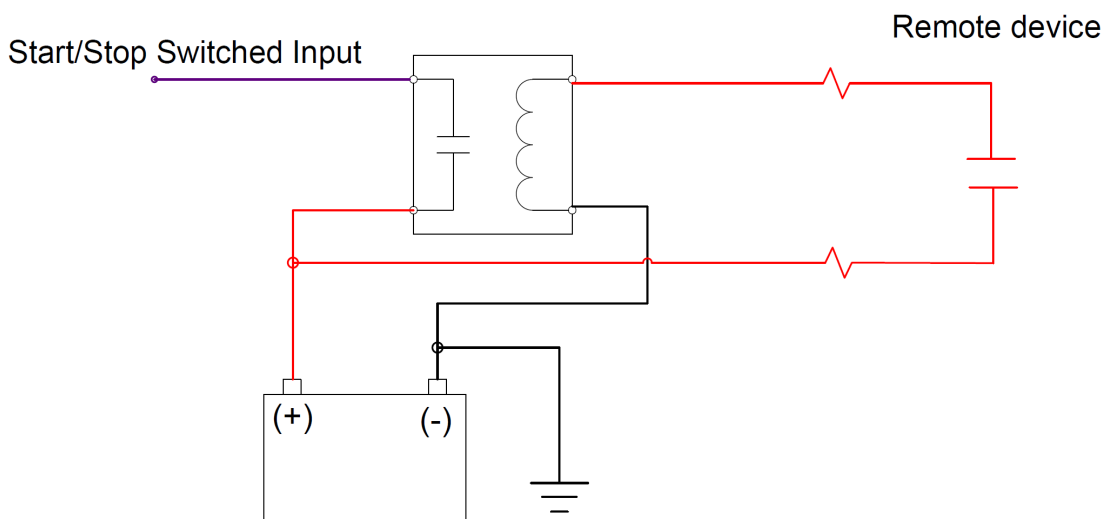 Remote device
Start/Stop Switched Input
(+)
(-)